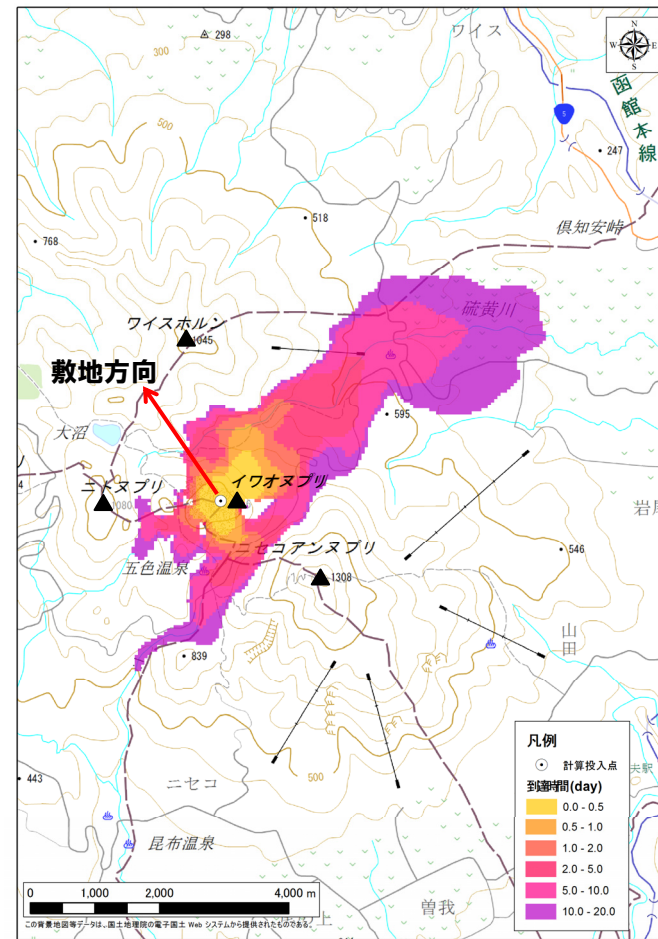 298
ワイス
N
W
E
S
300
函館本線
5
500
247
518
倶知安峠
768
硫黄川
ワイスホルン
1045
敷地方向
595
大沼
イワオヌプリ
ニトヌプリ
1080
岩尾
ニセコアンヌプリ
546
五色温泉
1308
山田
839
凡例
計算投入点
夫駅
到達時間(day)
500
443
ニセコ
0.0 - 0.5
0.5 - 1.0
1.0 - 2.0
昆布温泉
2.0 - 5.0
5.0 - 10.0
0
1,000
2,000
4,000 m
曽我
10.0 - 20.0
この背景地図等データは、国土地理院の電子国土 Web システムから提供されたものである。
上